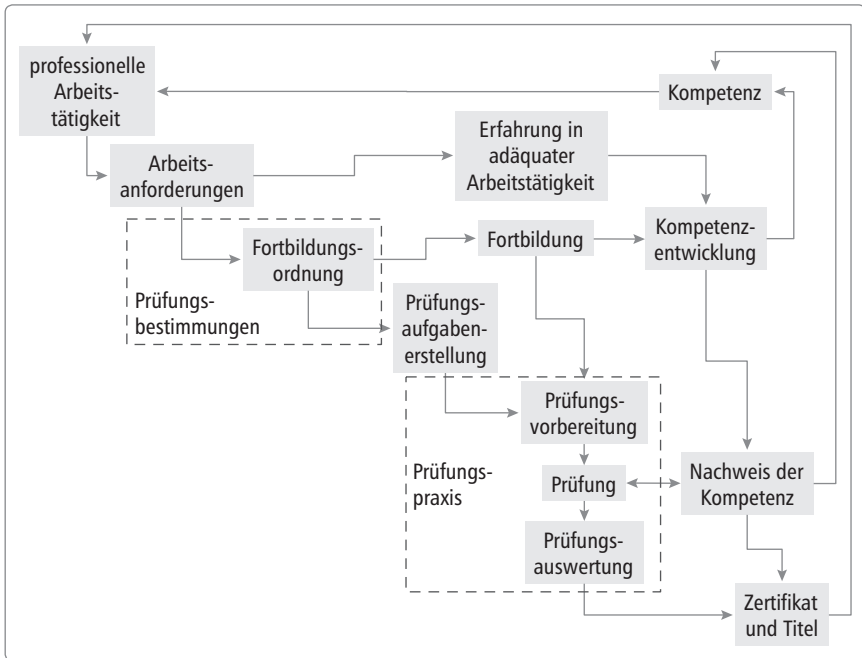 professionelle
Arbeits-
tätigkeit
Kompetenz
Arbeits-
anforderungen
Erfahrung in
adäquater
Arbeitstätigkeit
Fortbildungs-
ordnung
Prüfungs-
bestimmungen
Fortbildung
Kompetenz-
entwicklung
Prüfungs-
aufgaben-
erstellung
Prüfungs-
vorbereitung
Prüfungs-
praxis
Prüfung
Nachweis der
Kompetenz
Prüfungs-
auswertung
Zertifikat
und Titel